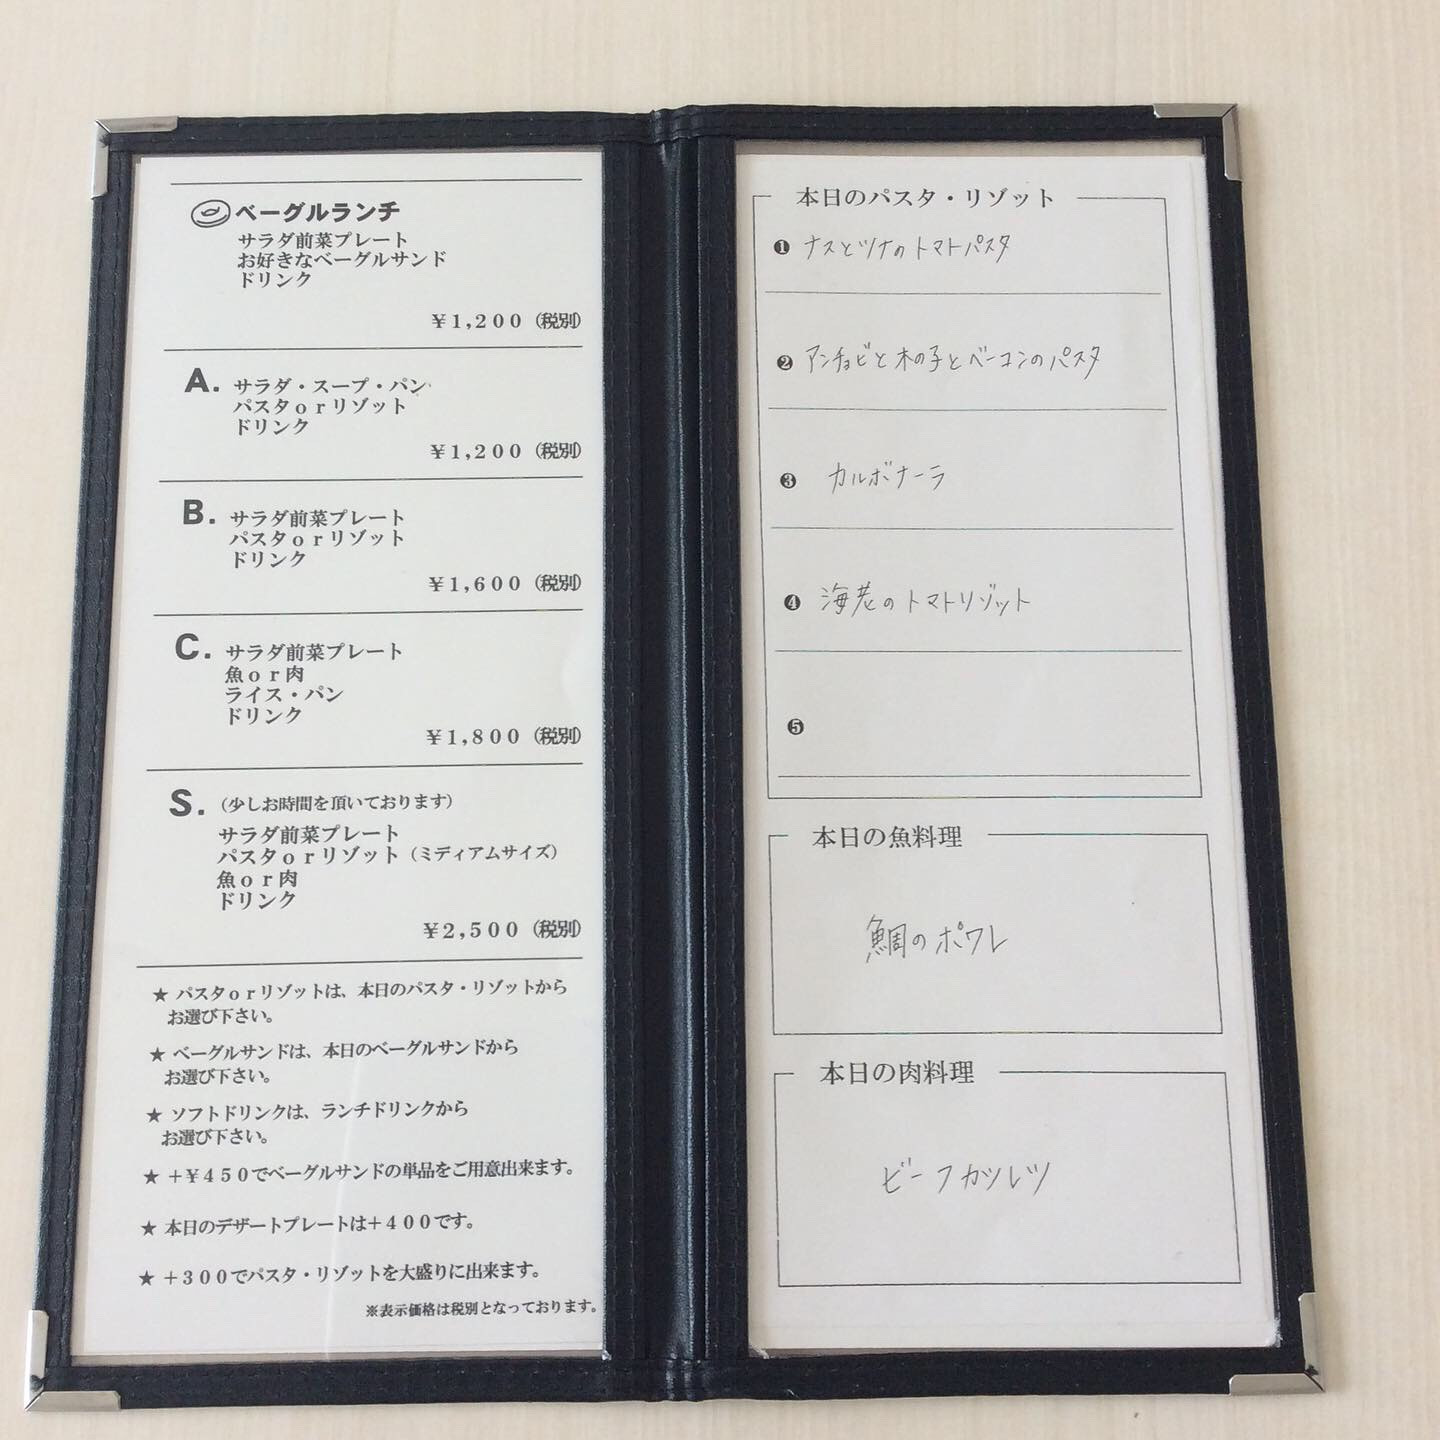 ベーグルランチ
サラダ前菜プレート
お好きなベーグルサンド
ドリンク
￥1,200（税別）
A. サラダ・スープ・パン
パスタorリゾット
ドリンク
￥1,200（税別）
B. サラダ前菜プレート
パスタorリゾット
ドリンク
￥1,600（税別）
C. サラダ前菜プレート
魚or肉
ライス・パン
ドリンク
￥1,800（税別）
S.（少しお時間を頂いております）
サラダ前菜プレート
パスタorリゾット（ミディアムサイズ）
魚or肉
ドリンク
￥2,500（税別）
★ パスタorリゾットは、本日のパスタ・リゾットから
お選び下さい。
★ ベーグルサンドは、本日のベーグルサンドから
お選び下さい。
★ ソフトドリンクは、ランチドリンクから
お選び下さい。
★ ＋￥450でベーグルサンドの単品をご用意出来ます。
★ 本日のデザートプレートは＋400です。
★ ＋300でパスタ・リゾットを大盛りに出来ます。
※表示価格は税別となっております。
本日のパスタ・リゾット
❶ ナスとツナのトマトパスタ
❷ アンチョビと木の子とベーコンのパスタ
❸ カルボナーラ
❹ 海老のトマトリゾット
❺
本日の魚料理
鯛のポワレ
本日の肉料理
ビーフカツレツ